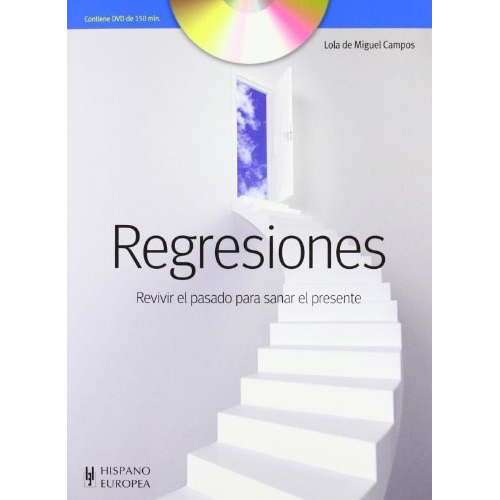 Contiene DVD de 150 min.
Lola de Miguel Campos
Regresiones
Revivir el pasado para sanar el presente
HISPANO
EUROPEA